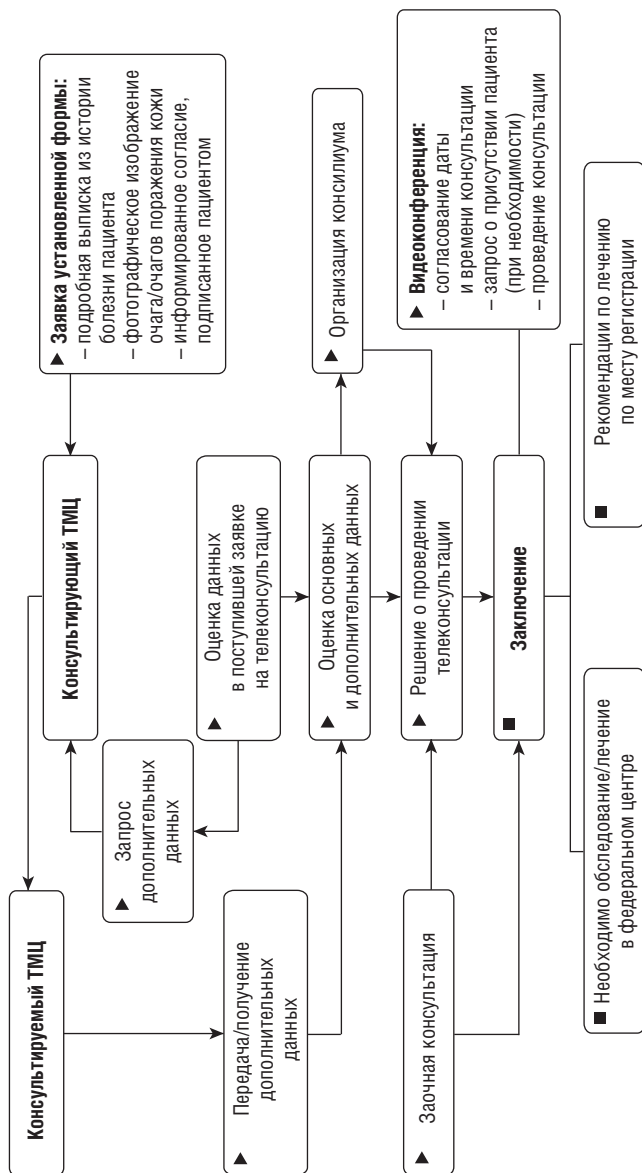 Консультируемый ТМЦ
Консультирующий ТМЦ
▶ Заявка установленной формы:
– подробная выписка из истории
болезни пациента
– фотографическое изображение
очага/очагов поражения кожи
– информированное согласие,
подписанное пациентом
▶ Запрос
дополнительных
данных
▶ Передача/получение
дополнительных
данных
▶ Оценка данных
в поступившей заявке
на телеконсультацию
▶ Оценка основных
и дополнительных данных
▶ Организация консилиума
▶ Заочная консультация
▶ Решение о проведении
телеконсультации
▶ Видеоконференция:
– согласование даты
и времени консультации
– запрос о присутствии пациента
(при необходимости)
– проведение консультации
■ Заключение
■ Необходимо обследование/лечение
в федеральном центре
■ Рекомендации по лечению
по месту регистрации